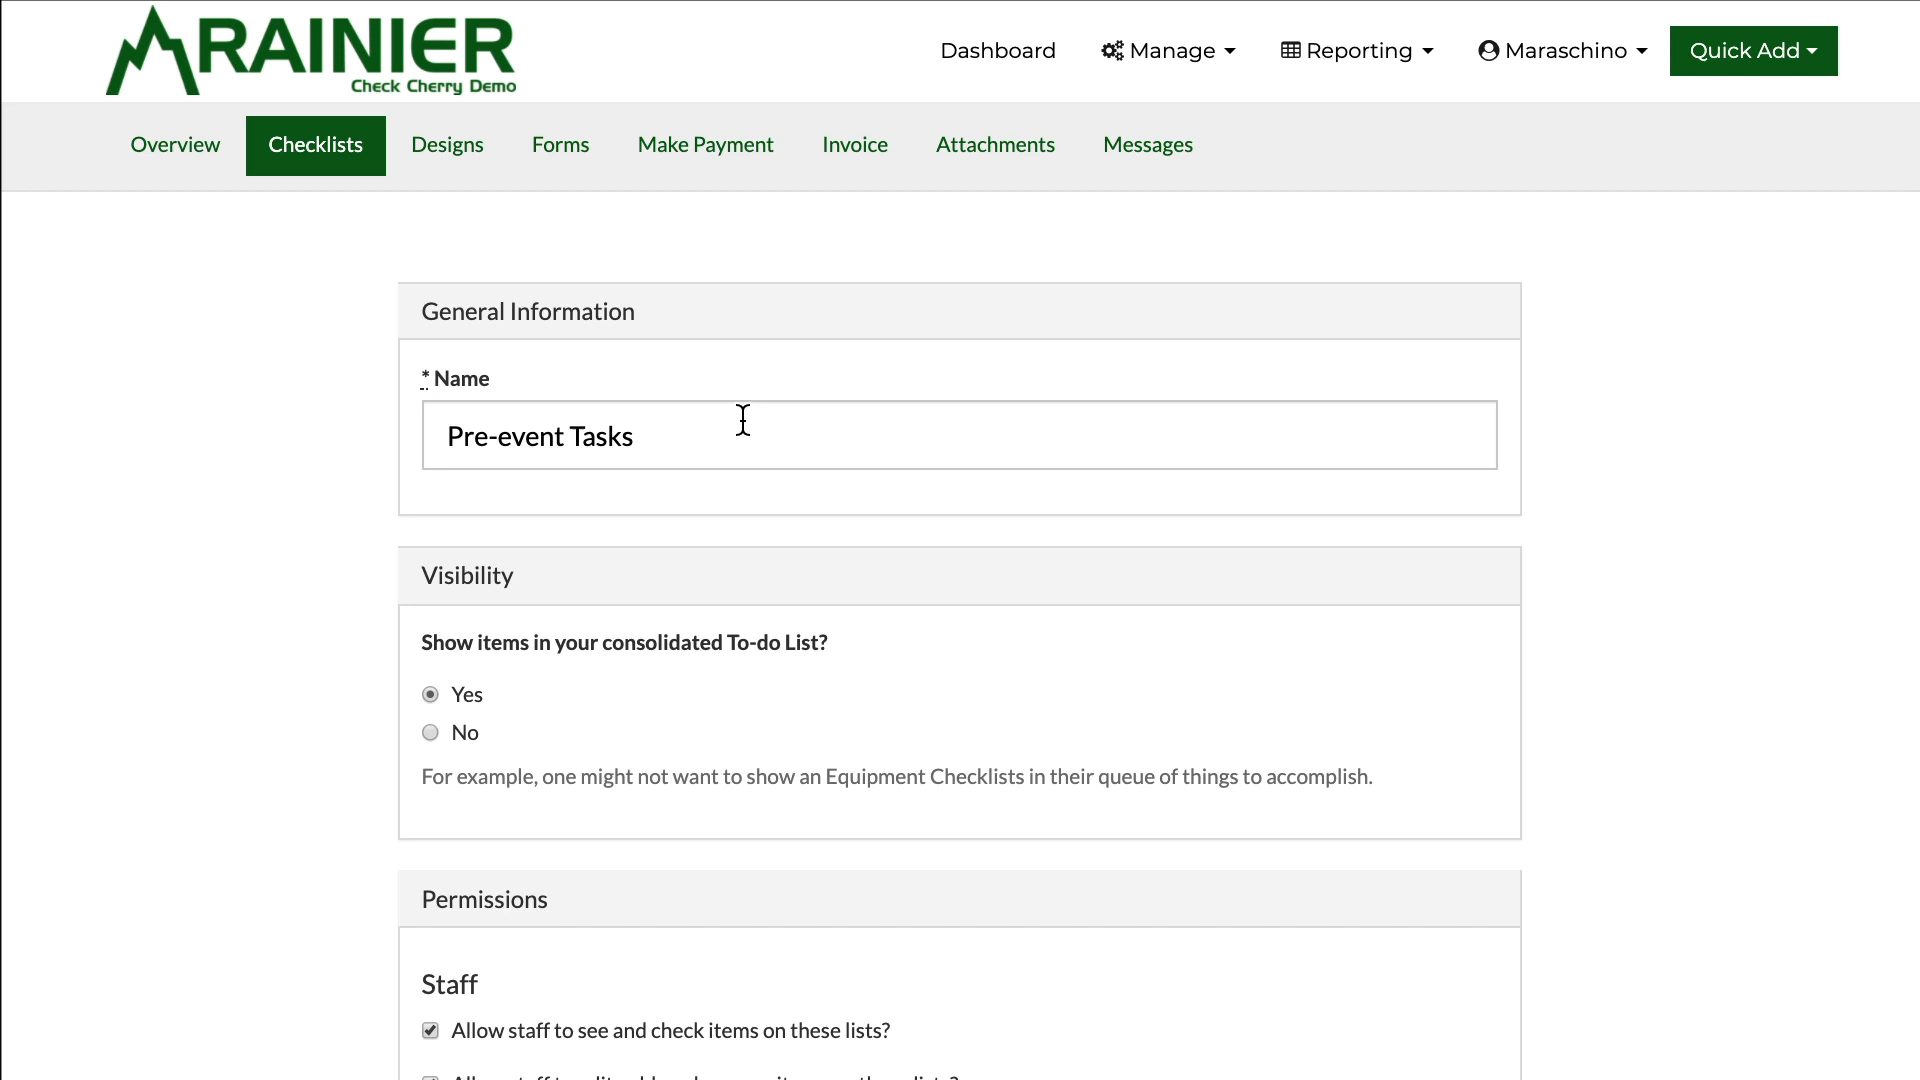 RAINIER
Check Cherry Demo
Dashboard Manage Reporting Maraschino Quick Add
Overview Checklists Designs Forms Make Payment Invoice Attachments Messages
General Information
* Name
Pre-event Tasks
Visibility
Show items in your consolidated To-do List?
Yes
No
For example, one might not want to show an Equipment Checklists in their queue of things to accomplish.
Permissions
Staff
Allow staff to see and check items on these lists?